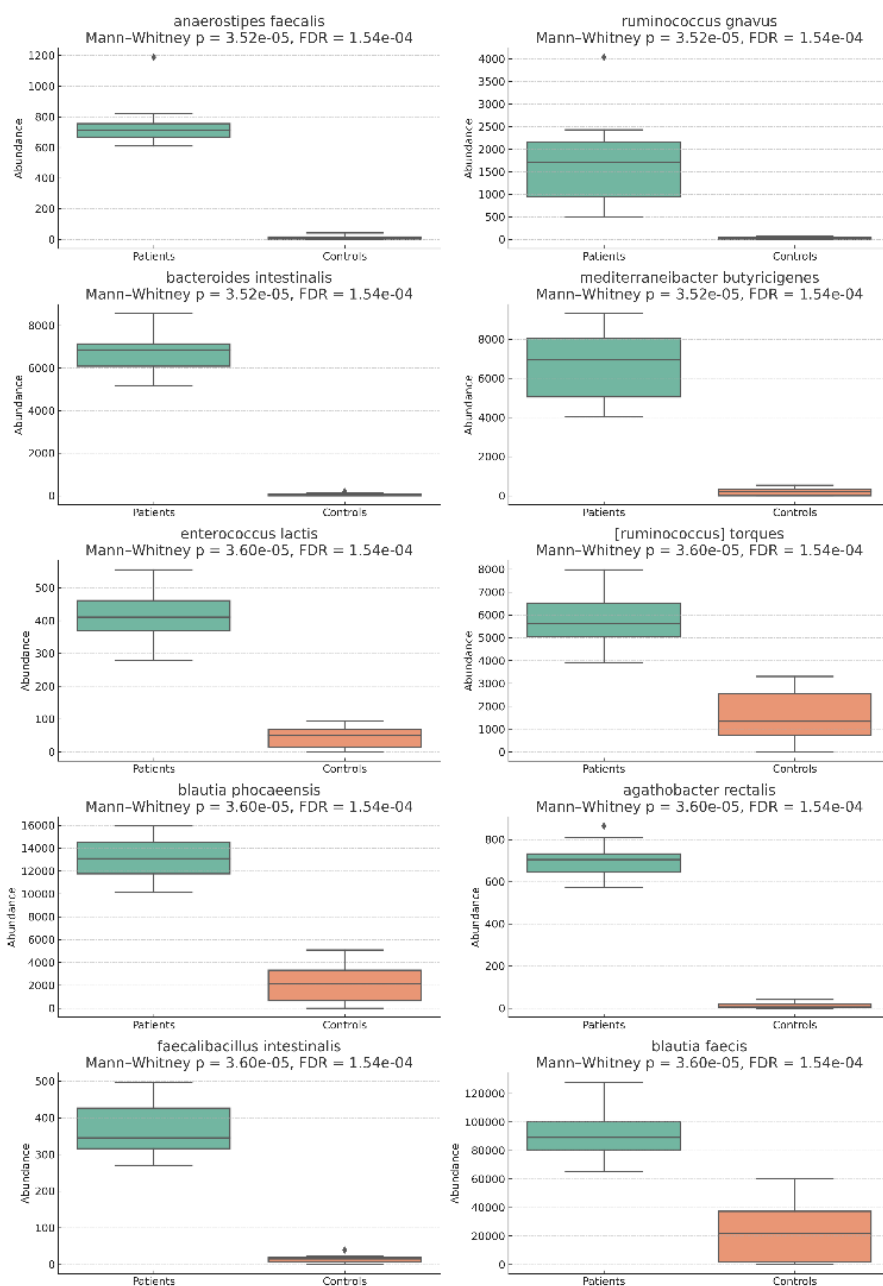 anaerostipes faecalis
Mann–Whitney p = 3.52e-05, FDR = 1.54e-04
Abundance
1200
1000
800
600
400
200
0
Patients
Controls
ruminococcus gnavus
Mann–Whitney p = 3.52e-05, FDR = 1.54e-04
Abundance
4000
3500
3000
2500
2000
1500
1000
500
0
Patients
Controls
bacteroides intestinalis
Mann–Whitney p = 3.52e-05, FDR = 1.54e-04
Abundance
8000
6000
4000
2000
0
Patients
Controls
mediterraneibacter butyricigenes
Mann–Whitney p = 3.52e-05, FDR = 1.54e-04
Abundance
8000
6000
4000
2000
0
Patients
Controls
enterococcus lactis
Mann–Whitney p = 3.60e-05, FDR = 1.54e-04
Abundance
500
400
300
200
100
0
Patients
Controls
[ruminococcus] torques
Mann–Whitney p = 3.60e-05, FDR = 1.54e-04
Abundance
8000
7000
6000
5000
4000
3000
2000
1000
0
Patients
Controls
blautia phocaeensis
Mann–Whitney p = 3.60e-05, FDR = 1.54e-04
Abundance
16000
14000
12000
10000
8000
6000
4000
2000
0
Patients
Controls
agathobacter rectalis
Mann–Whitney p = 3.60e-05, FDR = 1.54e-04
Abundance
800
600
400
200
0
Patients
Controls
faecalibacillus intestinalis
Mann–Whitney p = 3.60e-05, FDR = 1.54e-04
Abundance
500
400
300
200
100
0
Patients
Controls
blautia faecis
Mann–Whitney p = 3.60e-05, FDR = 1.54e-04
Abundance
120000
100000
80000
60000
40000
20000
0
Patients
Controls